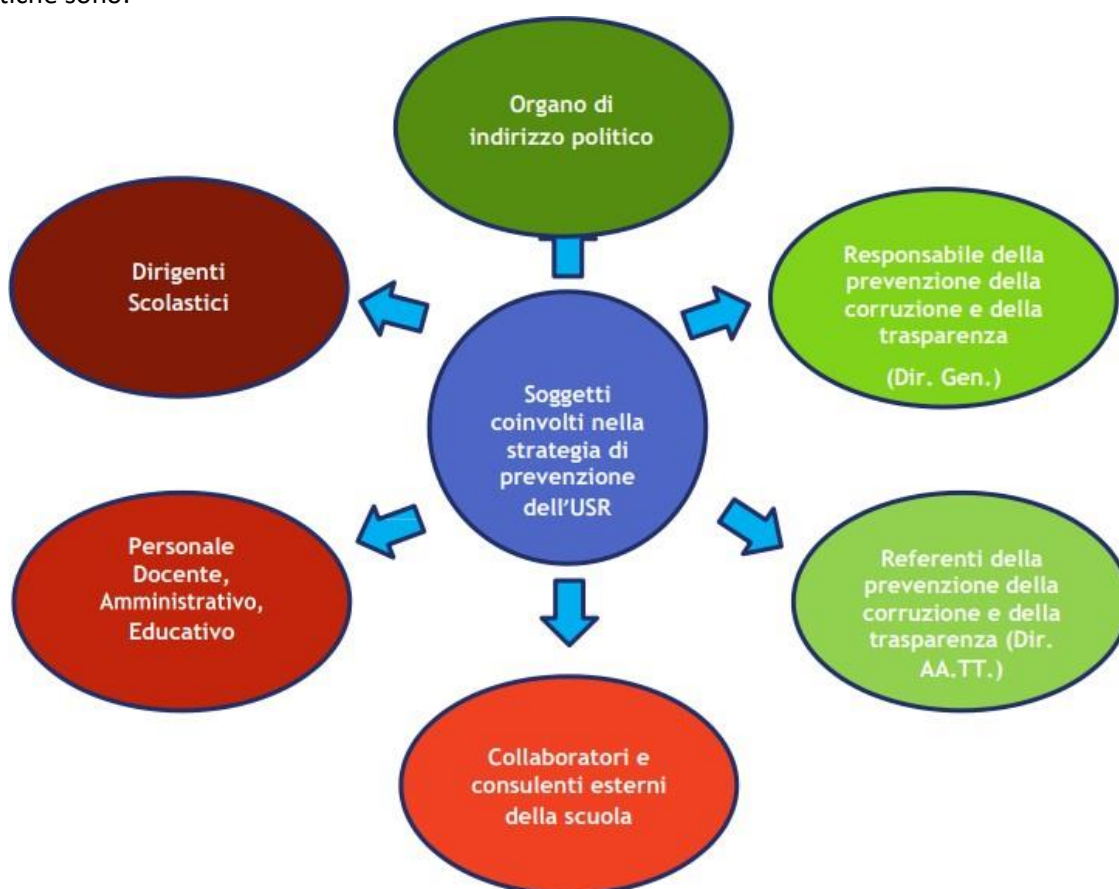 tiche sono:
Organo di
indirizzo politico
Dirigenti
Scolastici
Responsabile della
prevenzione della
corruzione e della
trasparenza
(Dir. Gen.)
Soggetti
coinvolti nella
strategia di
prevenzione
dell'USR
Personale
Docente,
Amministrativo,
Educativo
Referenti della
prevenzione della
corruzione e della
trasparenza (Dir.
AA.TT.)
Collaboratori e
consulenti esterni
della scuola